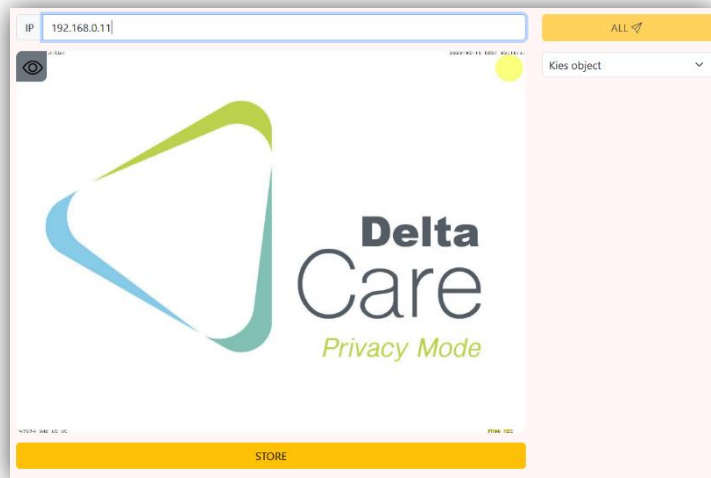 IP 192.168.0.11
ALL
Kies object
Delta
Care
Privacy Mode
STORE